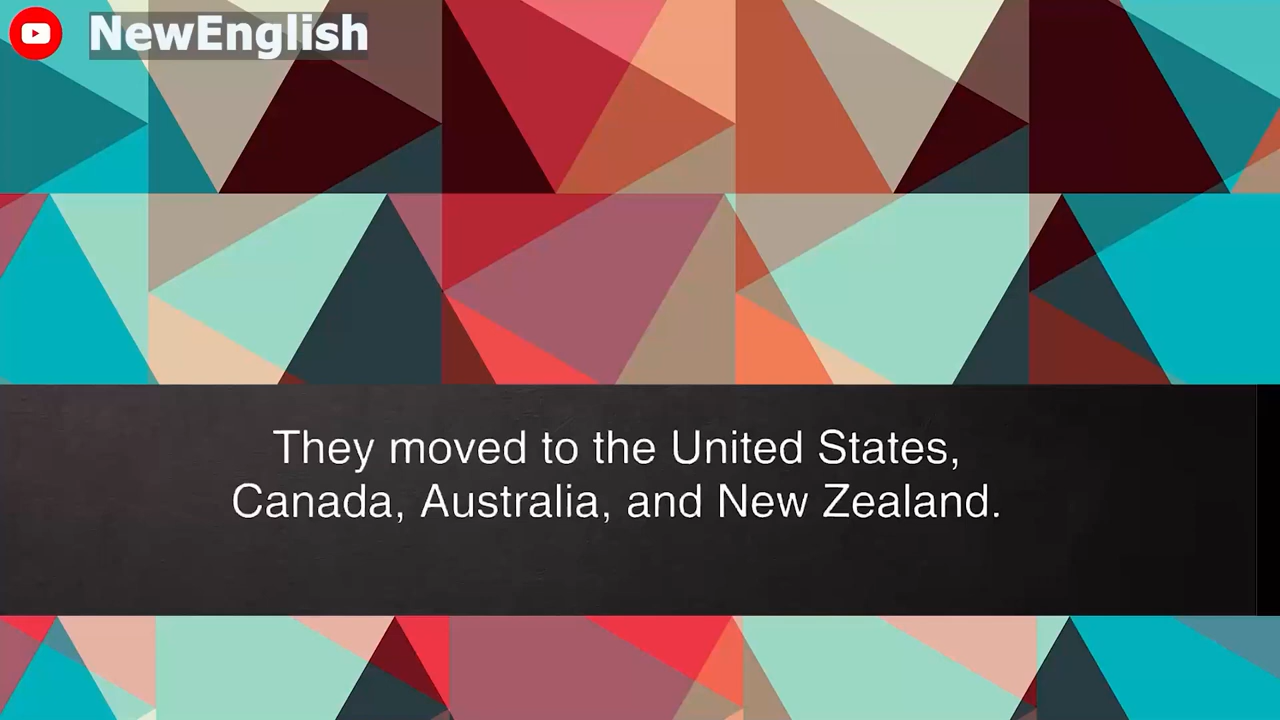 NewEnglish
They moved to the United States,
Canada, Australia, and New Zealand.